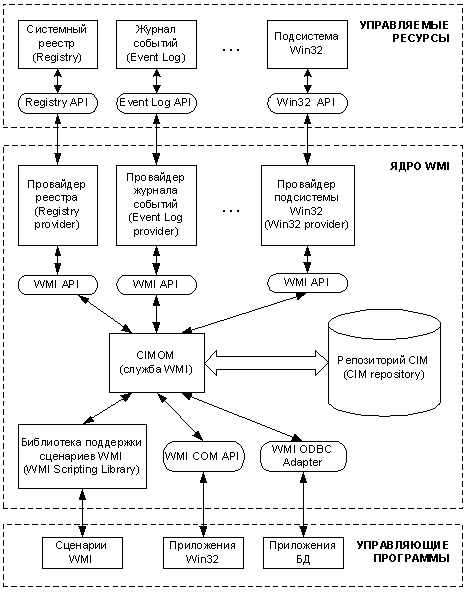 УПРАВЛЯЕМЫЕ
РЕСУРСЫ
Системный
реестр
(Registry)
Журнал
событий
(Event Log)
. . .
Подсистема
Win32
Registry API
Event Log API
Win32 API
ЯДРО WMI
Провайдер
реестра
(Registry
provider)
Провайдер
журнала
событий
(Event Log
provider)
. . .
Провайдер
подсистемы
Win32
(Win32 provider)
WMI API
WMI API
WMI API
CIMOM
(служба WMI)
Репозиторий CIM
(CIM repository)
Библиотека поддержки
сценариев WMI
(WMI Scripting Library)
WMI COM API
WMI ODBC
Adapter
УПРАВЛЯЮЩИЕ
ПРОГРАММЫ
Сценарии
WMI
Приложения
Win32
Приложения
БД